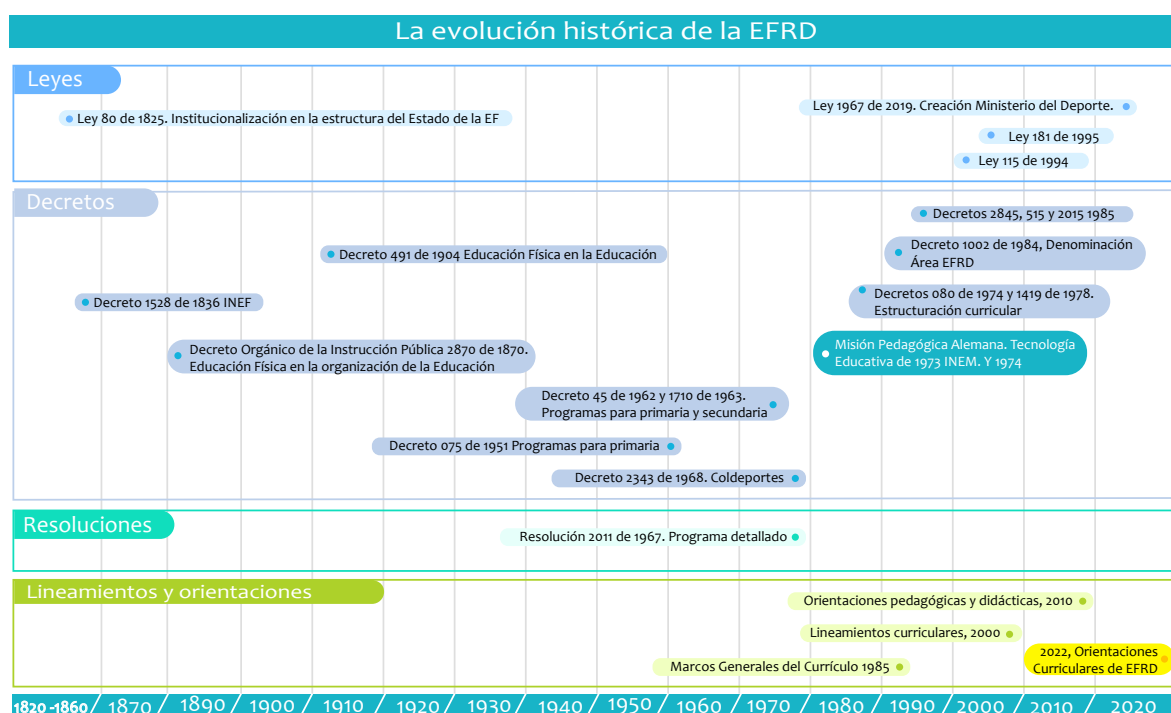 La evolución histórica de la EFRD
Leyes
Ley 80 de 1825. Institucionalización en la estructura del Estado de la EF
Ley 1967 de 2019. Creación Ministerio del Deporte.
Ley 181 de 1995
Ley 115 de 1994
Decretos
Decretos 2845, 515 y 2015 1985
Decreto 491 de 1904 Educación Física en la Educación
Decreto 1002 de 1984, Denominación
Área EFRD
Decreto 1528 de 1836 INEF
Decretos 080 de 1974 y 1419 de 1978.
Estructuración curricular
Decreto Orgánico de la Instrucción Pública 2870 de 1870.
Educación Física en la organización de la Educación
Misión Pedagógica Alemana. Tecnología
Educativa de 1973 INEM. Y 1974
Decreto 45 de 1962 y 1710 de 1963.
Programas para primaria y secundaria
Decreto 075 de 1951 Programas para primaria
Decreto 2343 de 1968. Coldeportes
Resoluciones
Resolución 2011 de 1967. Programa detallado
Lineamientos y orientaciones
Orientaciones pedagógicas y didácticas, 2010
Lineamientos curriculares, 2000
Marcos Generales del Currículo 1985
2022, Orientaciones
Curriculares de EFRD
1820 -1860 / 1870 / 1890 / 1900 / 1910 / 1920 / 1930 / 1940 / 1950 / 1960 / 1970 / 1980 / 1990 / 2000 / 2010 / 2020